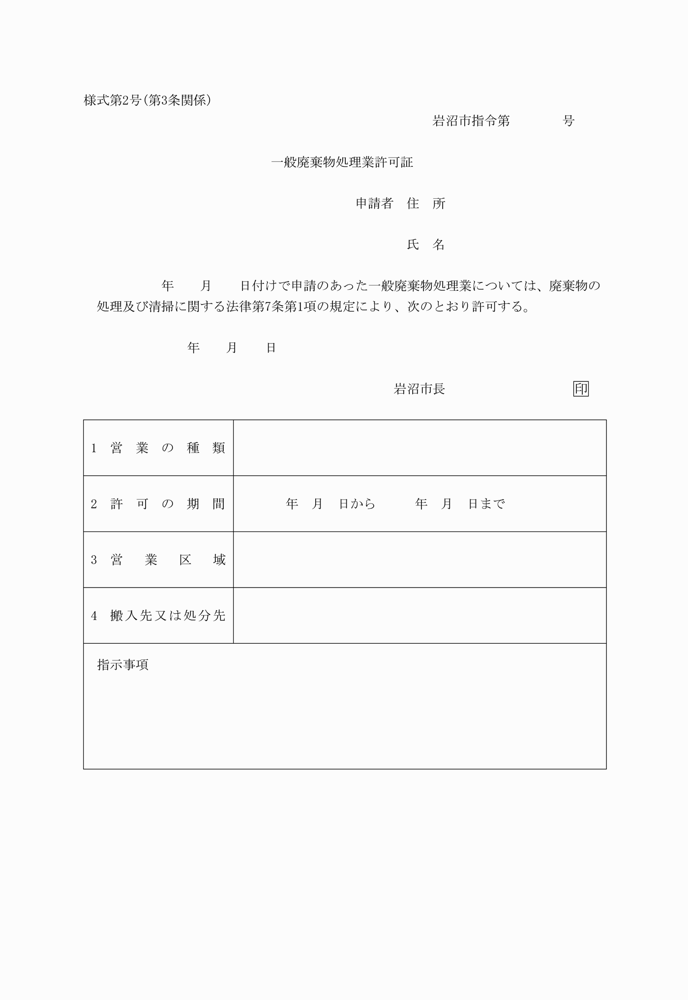 様式第2号(第3条関係)
岩沼市指令第　　　　号
一般廃棄物処理業許可証
申請者　住　所
氏　名
年　　月　　日付けで申請のあった一般廃棄物処理業については、廃棄物の
処理及び清掃に関する法律第7条第1項の規定により、次のとおり許可する。
年　　月　　日
岩沼市長　　　　　　　　　　印
1　営業の種類
2　許可の期間　　年　月　日から　　　年　月　日まで
3　営業区域
4　搬入先又は処分先
指示事項